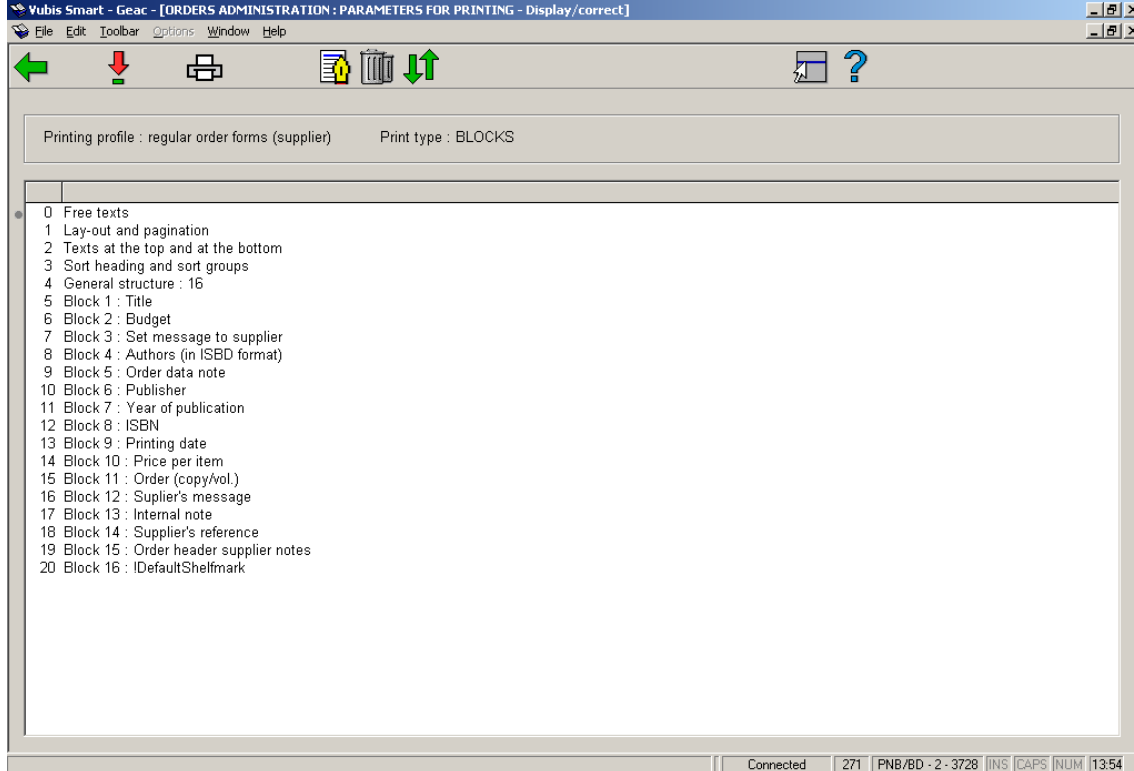 Vubis Smart - Geac - [ORDERS ADMINISTRATION : PARAMETERS FOR PRINTING - Display/correct]
File Edit Toolbar Options Window Help
Printing profile : regular order forms (supplier) Print type : BLOCKS
0 Free texts
1 Lay-out and pagination
2 Texts at the top and at the bottom
3 Sort heading and sort groups
4 General structure : 16
5 Block 1 : Title
6 Block 2 : Budget
7 Block 3 : Set message to supplier
8 Block 4 : Authors (in ISBD format)
9 Block 5 : Order data note
10 Block 6 : Publisher
11 Block 7 : Year of publication
12 Block 8 : ISBN
13 Block 9 : Printing date
14 Block 10 : Price per item
15 Block 11 : Order (copy/vol.)
16 Block 12 : Suplier's message
17 Block 13 : Internal note
18 Block 14 : Supplier's reference
19 Block 15 : Order header supplier notes
20 Block 16 : !DefaultShelfmark
Connected 271 PNB/BD - 2 - 3728 INS CAPS NUM 13:54